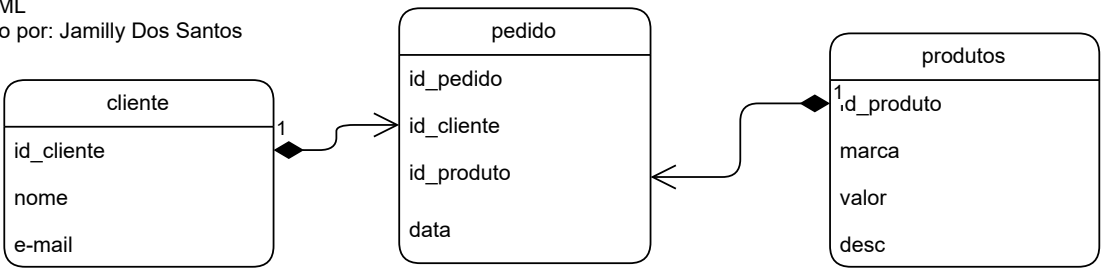 ML
o por: Jamilly Dos Santos
cliente
1
id_cliente
nome
e-mail
pedido
id_pedido
id_cliente
id_produto
data
produtos
1
id_produto
marca
valor
desc